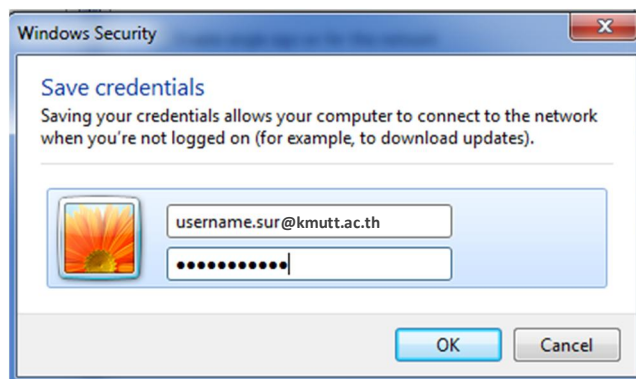 Windows Security
Save credentials
Saving your credentials allows your computer to connect to the network
when you're not logged on (for example, to download updates).
username.sur@kmutt.ac.th
●●●●●●●●●●●
OK
Cancel